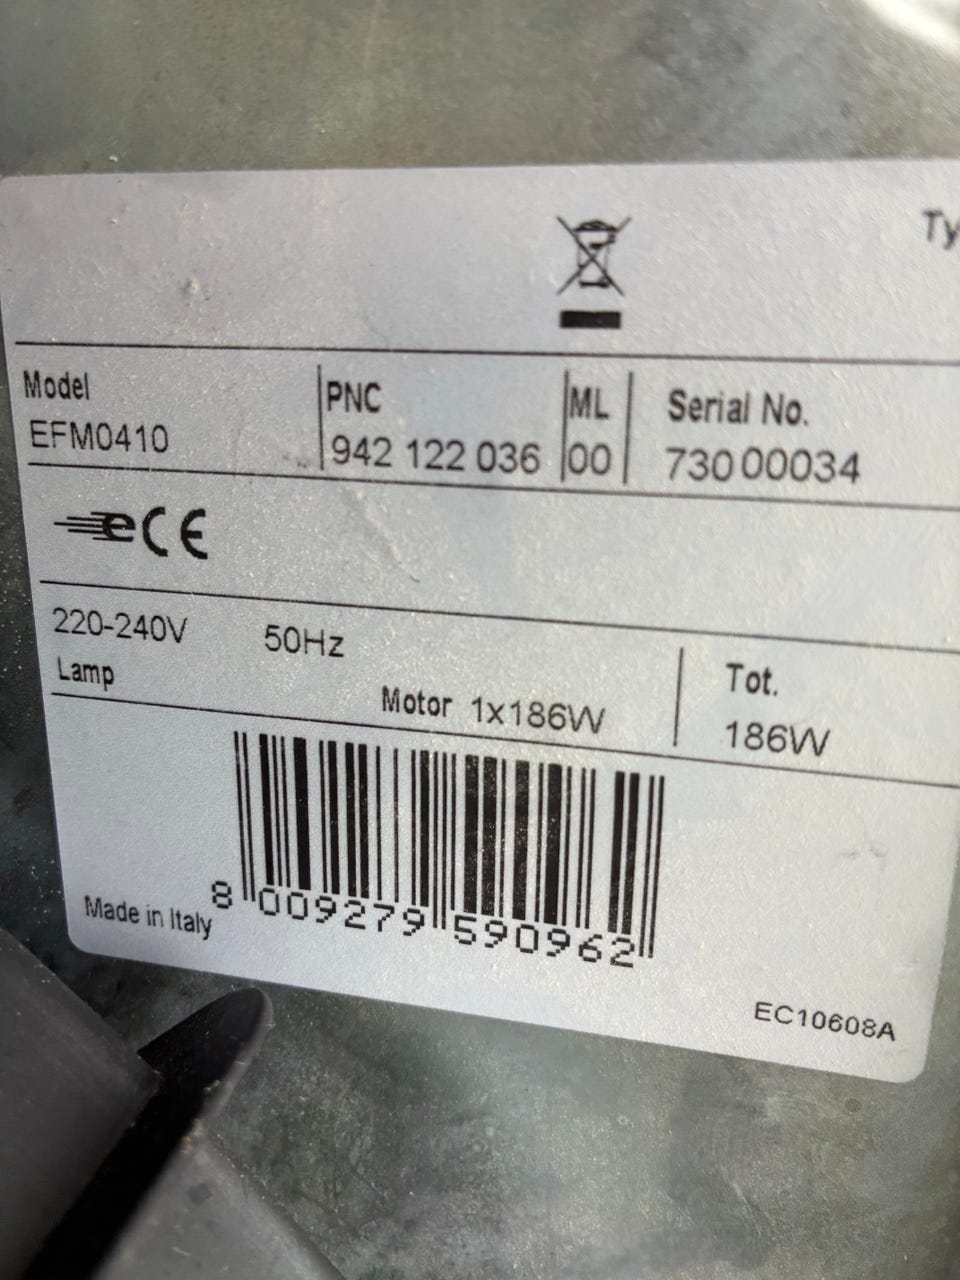 Model PNC ML Serial No.
EFM0410 942 122 036 00 730 00034
e CE
220-240V 50Hz
Lamp Motor 1x186W Tot.
186W
8 009279 590962
Made in Italy
EC10608A